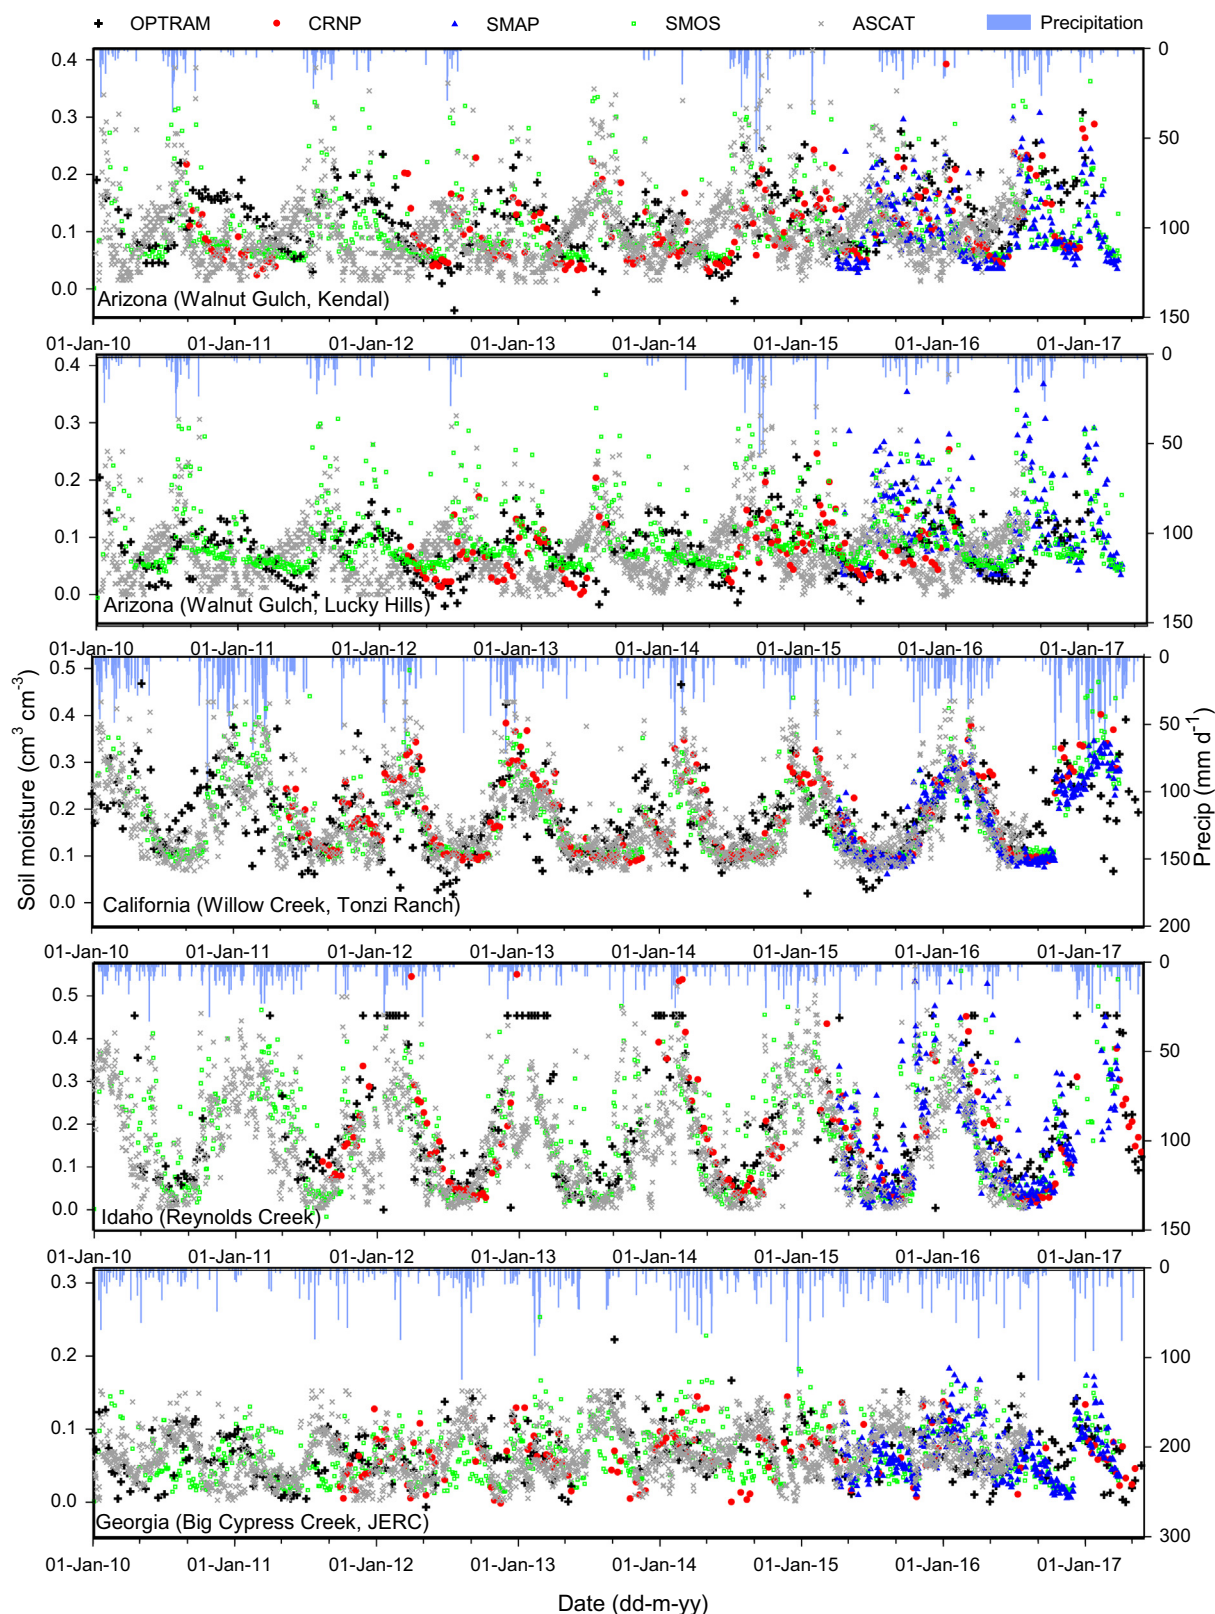 OPTRAM CRNP SMAP SMOS ASCAT Precipitation
0.4 0.3 0.2 0.1 0.0
0 50 100 150
Arizona (Walnut Gulch, Kendal)
01-Jan-10 01-Jan-11 01-Jan-12 01-Jan-13 01-Jan-14 01-Jan-15 01-Jan-16 01-Jan-17
0.4 0.3 0.2 0.1 0.0
0 50 100 150
Arizona (Walnut Gulch, Lucky Hills)
01-Jan-10 01-Jan-11 01-Jan-12 01-Jan-13 01-Jan-14 01-Jan-15 01-Jan-16 01-Jan-17
Soil moisture (cm³ cm⁻³)
0.5 0.4 0.3 0.2 0.1 0.0
0 50 100 150 200
Precip (mm d⁻¹)
California (Willow Creek, Tonzi Ranch)
01-Jan-10 01-Jan-11 01-Jan-12 01-Jan-13 01-Jan-14 01-Jan-15 01-Jan-16 01-Jan-17
0.5 0.4 0.3 0.2 0.1 0.0
0 50 100 150
Idaho (Reynolds Creek)
01-Jan-10 01-Jan-11 01-Jan-12 01-Jan-13 01-Jan-14 01-Jan-15 01-Jan-16 01-Jan-17
0.3 0.2 0.1 0.0
0 100 200 300
Georgia (Big Cypress Creek, JERC)
01-Jan-10 01-Jan-11 01-Jan-12 01-Jan-13 01-Jan-14 01-Jan-15 01-Jan-16 01-Jan-17
Date (dd-m-yy)